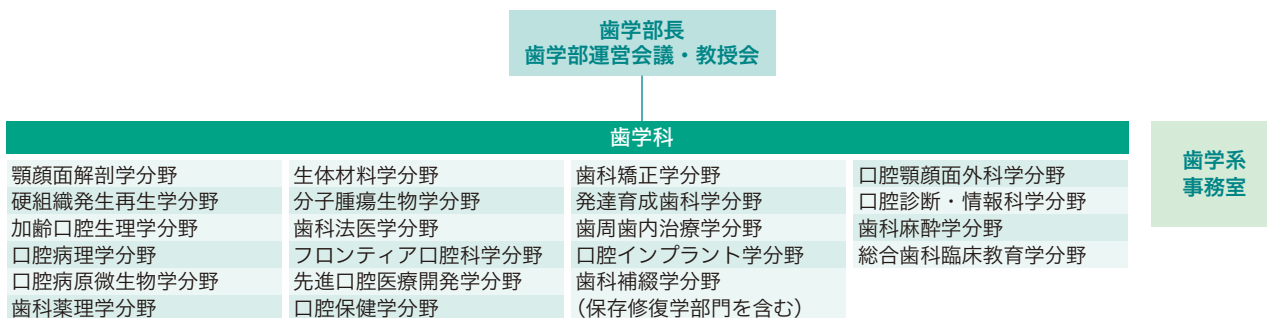 歯学部長
歯学部運営会議・教授会
歯学科
顎顔面解剖学分野
硬組織発生再生学分野
加齢口腔生理学分野
口腔病理学分野
口腔病原微生物学分野
歯科薬理学分野
生体材料学分野
分子腫瘍生物学分野
歯科法医学分野
フロンティア口腔科学分野
先進口腔医療開発学分野
口腔保健学分野
歯科矯正学分野
発達育成歯科学分野
歯周歯内治療学分野
口腔インプラント学分野
歯科補綴学分野
（保存修復学部門を含む）
口腔顎顔面外科学分野
口腔診断・情報科学分野
歯科麻酔学分野
総合歯科臨床教育学分野
歯学系
事務室